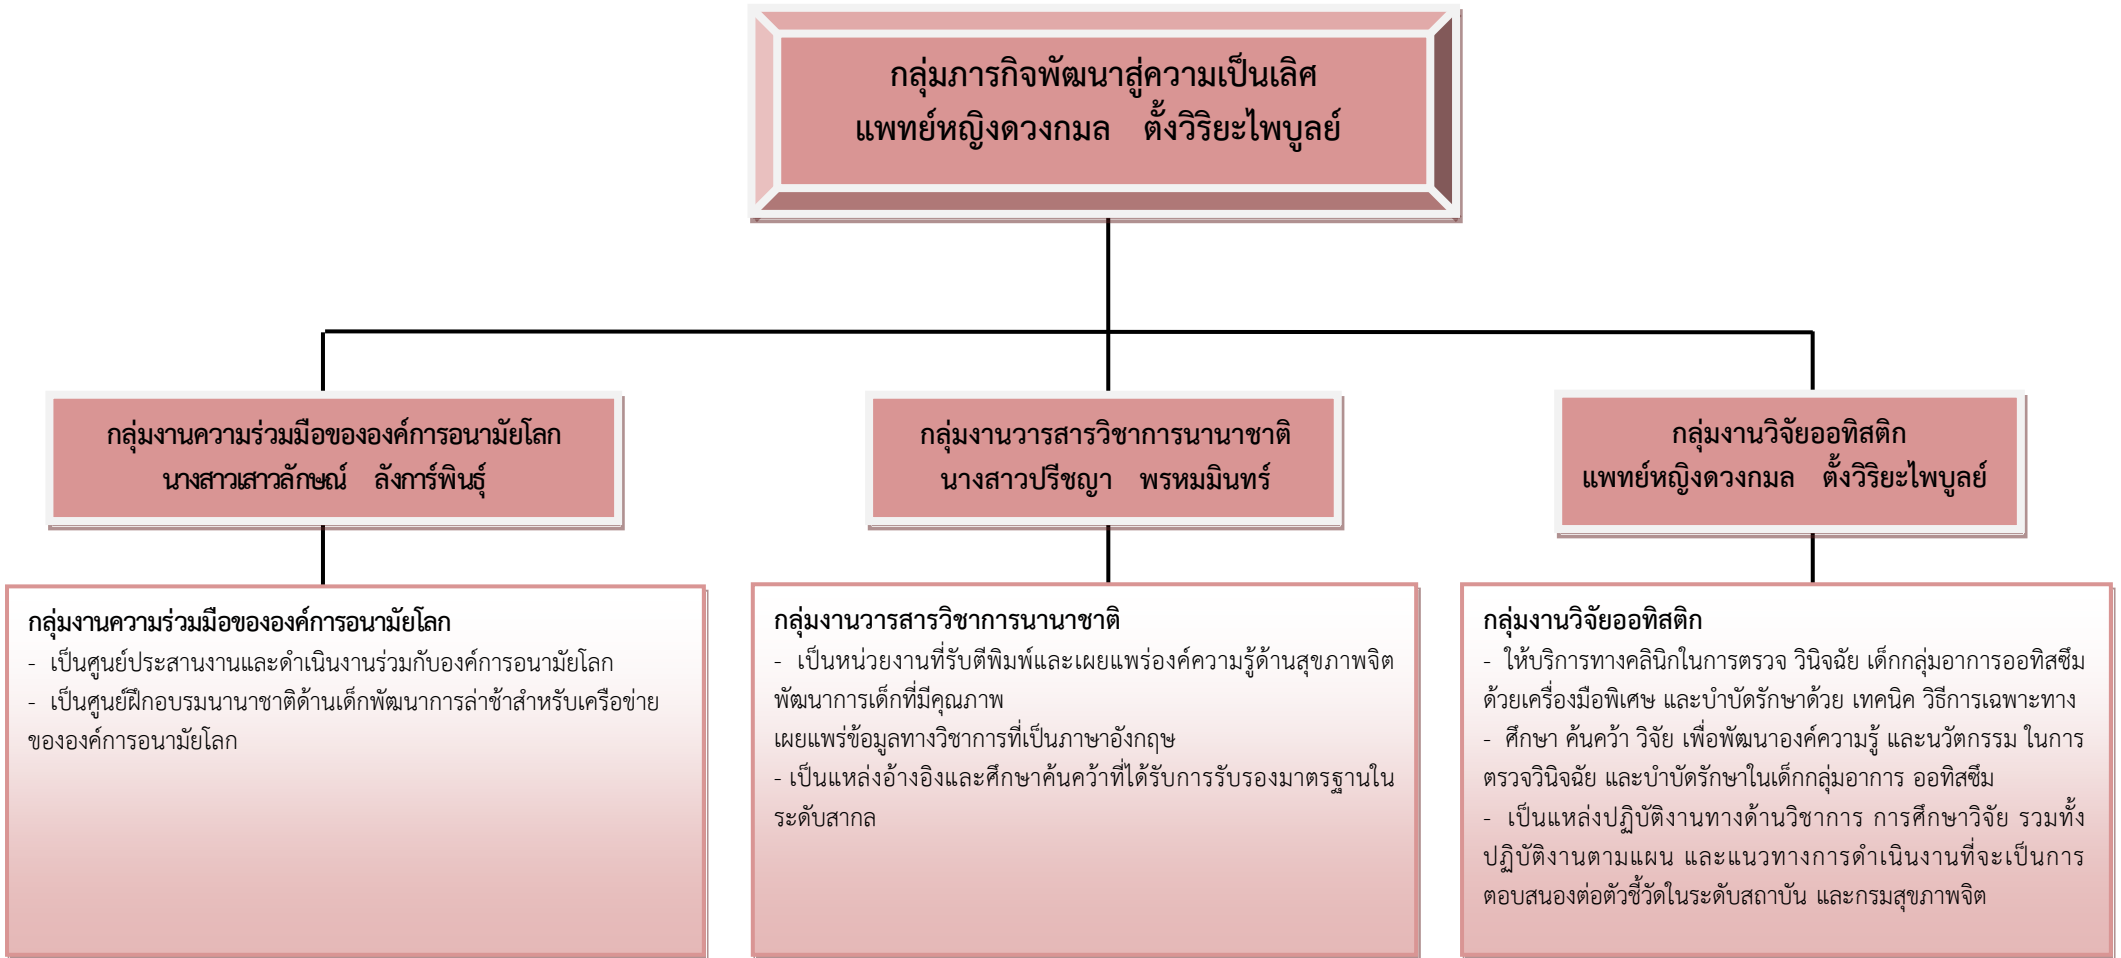 กลุ่มภารกิจพัฒนาสู่ความเป็นเลิศ
แพทย์หญิงดวงกมล ตั้งวิริยะไพบูลย์
กลุ่มงานความร่วมมือขององค์การอนามัยโลก
นางสาวเสาวลักษณ์ ลังการ์พินธุ์
กลุ่มงานวารสารวิชาการนานาชาติ
นางสาวปรีชญา พรหมมินทร์
กลุ่มงานวิจัยออทิสติก
แพทย์หญิงดวงกมล ตั้งวิริยะไพบูลย์
กลุ่มงานความร่วมมือขององค์การอนามัยโลก
- เป็นศูนย์ประสานงานและดำเนินงานร่วมกับองค์การอนามัยโลก
- เป็นศูนย์ฝึกอบรมนานาชาติด้านเด็กพัฒนาการล่าช้าสำหรับเครือข่าย
ขององค์การอนามัยโลก
กลุ่มงานวารสารวิชาการนานาชาติ
- เป็นหน่วยงานที่รับตีพิมพ์และเผยแพร่องค์ความรู้ด้านสุขภาพจิต
พัฒนาการเด็กที่มีคุณภาพ
เผยแพร่ข้อมูลทางวิชาการที่เป็นภาษาอังกฤษ
- เป็นแหล่งอ้างอิงและศึกษาค้นคว้าที่ได้รับการรับรองมาตรฐานใน
ระดับสากล
กลุ่มงานวิจัยออทิสติก
- ให้บริการทางคลินิกในการตรวจ วินิจฉัย เด็กกลุ่มอาการออทิสซึม
ด้วยเครื่องมือพิเศษ และบำบัดรักษาด้วย เทคนิค วิธีการเฉพาะทาง
- ศึกษา ค้นคว้า วิจัย เพื่อพัฒนาองค์ความรู้ และนวัตกรรม ในการ
ตรวจวินิจฉัย และบำบัดรักษาในเด็กกลุ่มอาการ ออทิสซึม
- เป็นแหล่งปฏิบัติงานทางด้านวิชาการ การศึกษาวิจัย รวมทั้ง
ปฏิบัติงานตามแผน และแนวทางการดำเนินงานที่จะเป็นการ
ตอบสนองต่อตัวชี้วัดในระดับสถาบัน และกรมสุขภาพจิต